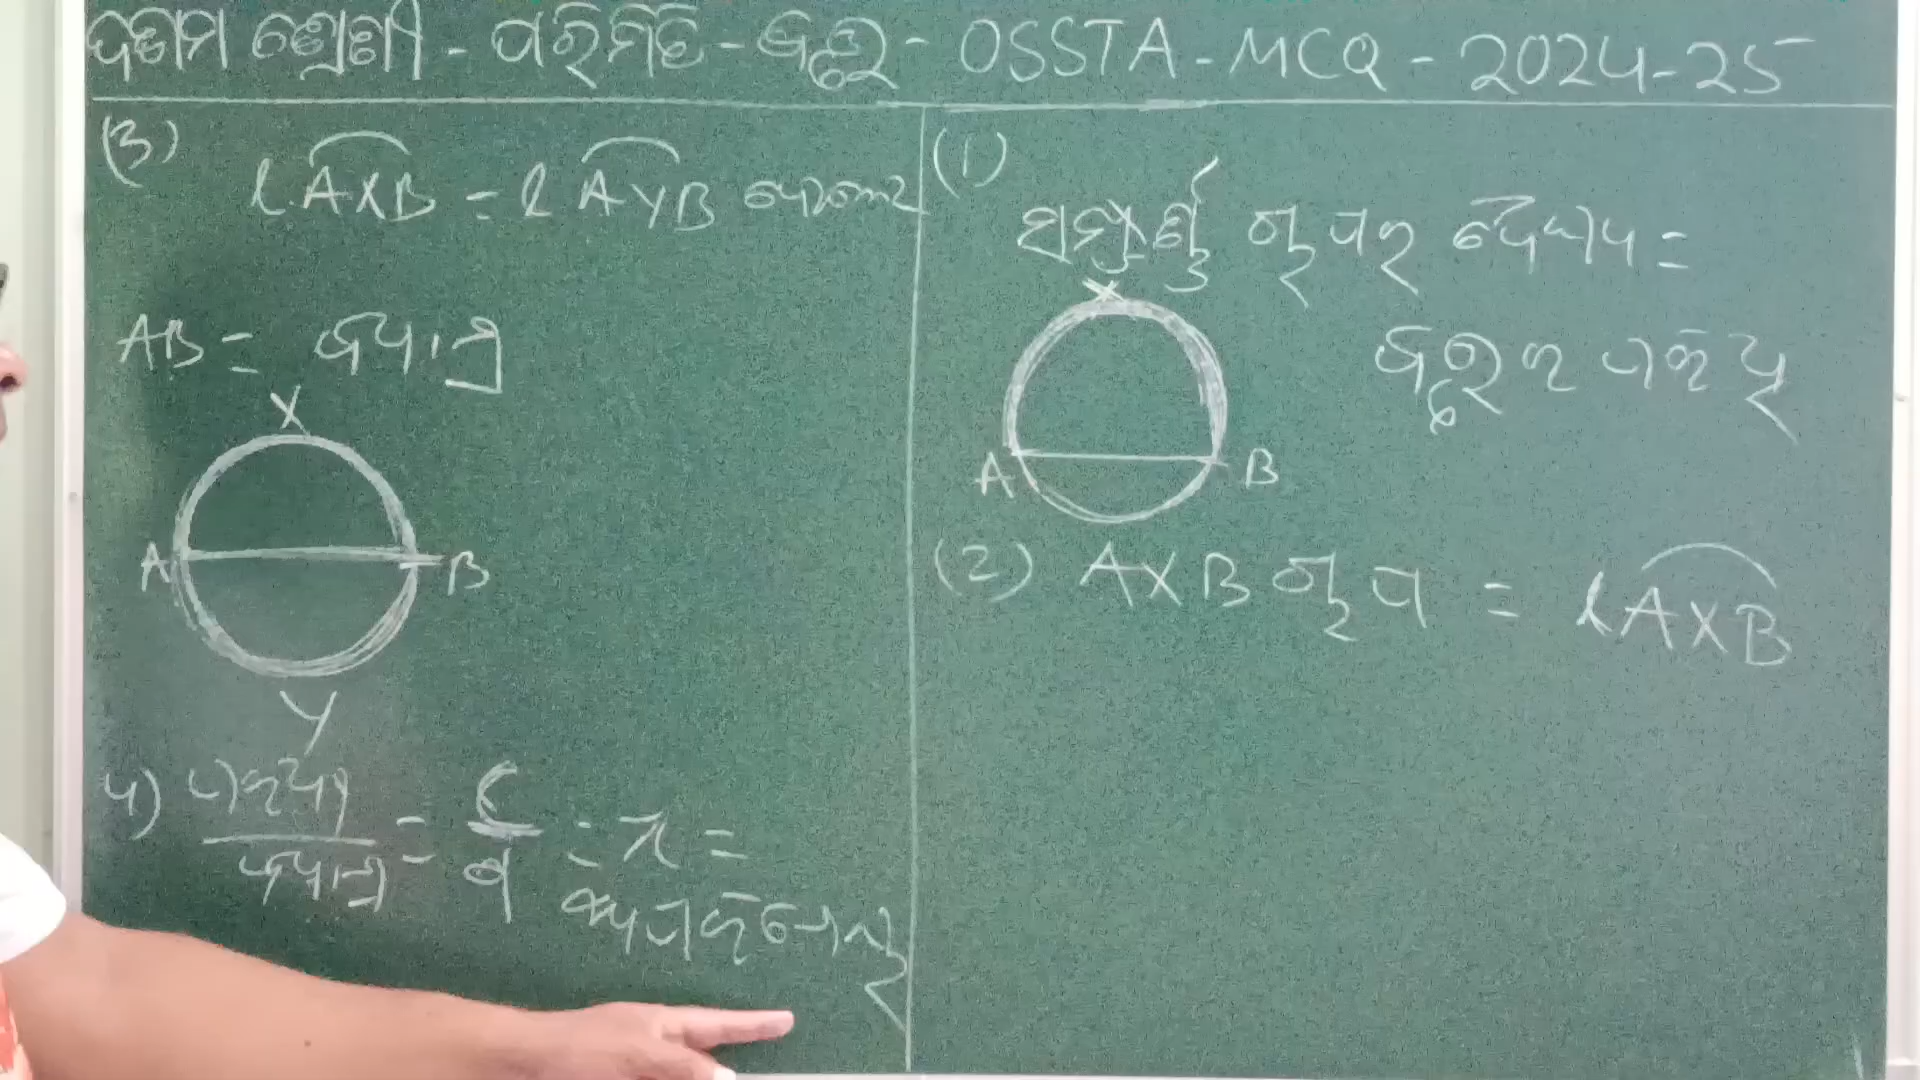 ଦଶମ ଶ୍ରେଣୀ - ପରିମିତି - ବୃତ୍ତ - OSSTA - MCQ - 2024-25
(3)
l AXB = l AYB ହେଲେ
AB = ବ୍ୟାସ
X
A B
Y
4) ପରିଧି / ବ୍ୟାସ = C / d = π =
(1)
ସମ୍ପୂର୍ଣ୍ଣ ଚାପର ଦୈର୍ଘ୍ୟ =
ବୃତ୍ତର ପରିଧି
X
A B
(2) AXB ଚାପ = l AXB